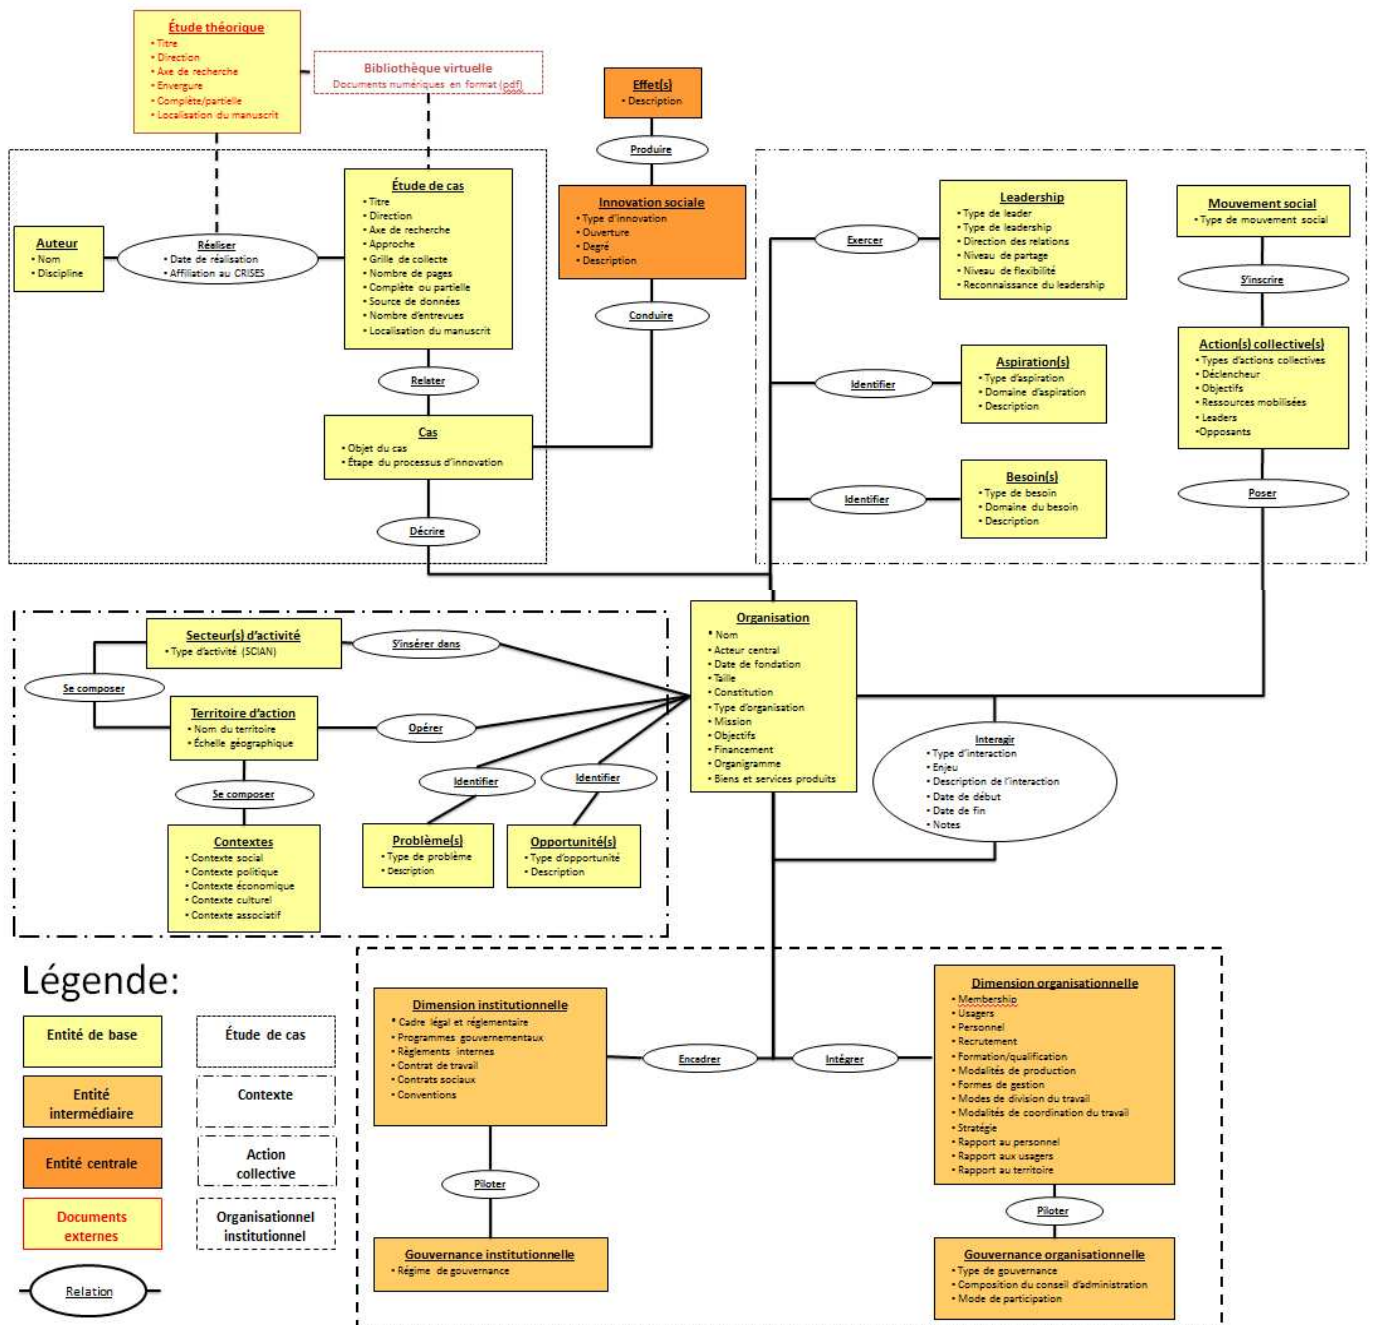 Étude théorique
• Titre
• Direction
• Axe de recherche
• Envergure
• Complète/partielle
• Localisation du manuscrit
Bibliothèque virtuelle
Documents numériques en format (pdf)
Effet(s)
• Description
Produire
Innovation sociale
• Type d'innovation
• Ouverture
• Degré
• Description
Conduire
Auteur
• Nom
• Discipline
Réaliser
• Date de réalisation
• Affiliation au CRISES
Étude de cas
• Titre
• Direction
• Axe de recherche
• Approche
• Grille de collecte
• Nombre de pages
• Complète ou partielle
• Source de données
• Nombre d'entrevues
• Localisation du manuscrit
Relater
Cas
• Objet du cas
• Étape du processus d'innovation
Décrire
Exercer
Leadership
• Type de leader
• Type de leadership
• Direction des relations
• Niveau de partage
• Niveau de flexibilité
• Reconnaissance du leadership
Identifier
Aspiration(s)
• Type d'aspiration
• Domaine d'aspiration
• Description
Identifier
Besoin(s)
• Type de besoin
• Domaine du besoin
• Description
Mouvement social
• Type de mouvement social
S'inscrire
Action(s) collective(s)
• Types d'actions collectives
• Déclencheur
• Objectifs
• Ressources mobilisées
• Leaders
•Opposants
Poser
Secteur(s) d'activité
• Type d'activité (SCIAN)
S'insérer dans
Se composer
Territoire d'action
• Nom du territoire
• Échelle géographique
Opérer
Se composer
Contextes
• Contexte social
• Contexte politique
• Contexte économique
• Contexte culturel
• Contexte associatif
Identifier
Problème(s)
• Type de problème
• Description
Identifier
Opportunité(s)
• Type d'opportunité
• Description
Organisation
• Nom
• Acteur central
• Date de fondation
• Taille
• Constitution
• Type d'organisation
• Mission
• Objectifs
• Financement
• Organigramme
• Biens et services produits
Interagir
• Type d'interaction
• Enjeu
• Description de l'interaction
• Date de début
• Date de fin
• Notes
Dimension institutionnelle
• Cadre légal et réglementaire
• Programmes gouvernementaux
• Règlements internes
• Contrat de travail
• Contrats sociaux
• Conventions
Encadrer
Intégrer
Dimension organisationnelle
• Membership
• Usagers
• Personnel
• Recrutement
• Formation/qualification
• Modalités de production
• Formes de gestion
• Modes de division du travail
• Modalités de coordination du travail
• Stratégie
• Rapport au personnel
• Rapport aux usagers
• Rapport au territoire
Piloter
Gouvernance institutionnelle
• Régime de gouvernance
Piloter
Gouvernance organisationnelle
• Type de gouvernance
• Composition du conseil d'administration
• Mode de participation
Légende:
Entité de base
Étude de cas
Entité
intermédiaire
Contexte
Entité centrale
Action
collective
Documents
externes
Organisationnel
institutionnel
Relation